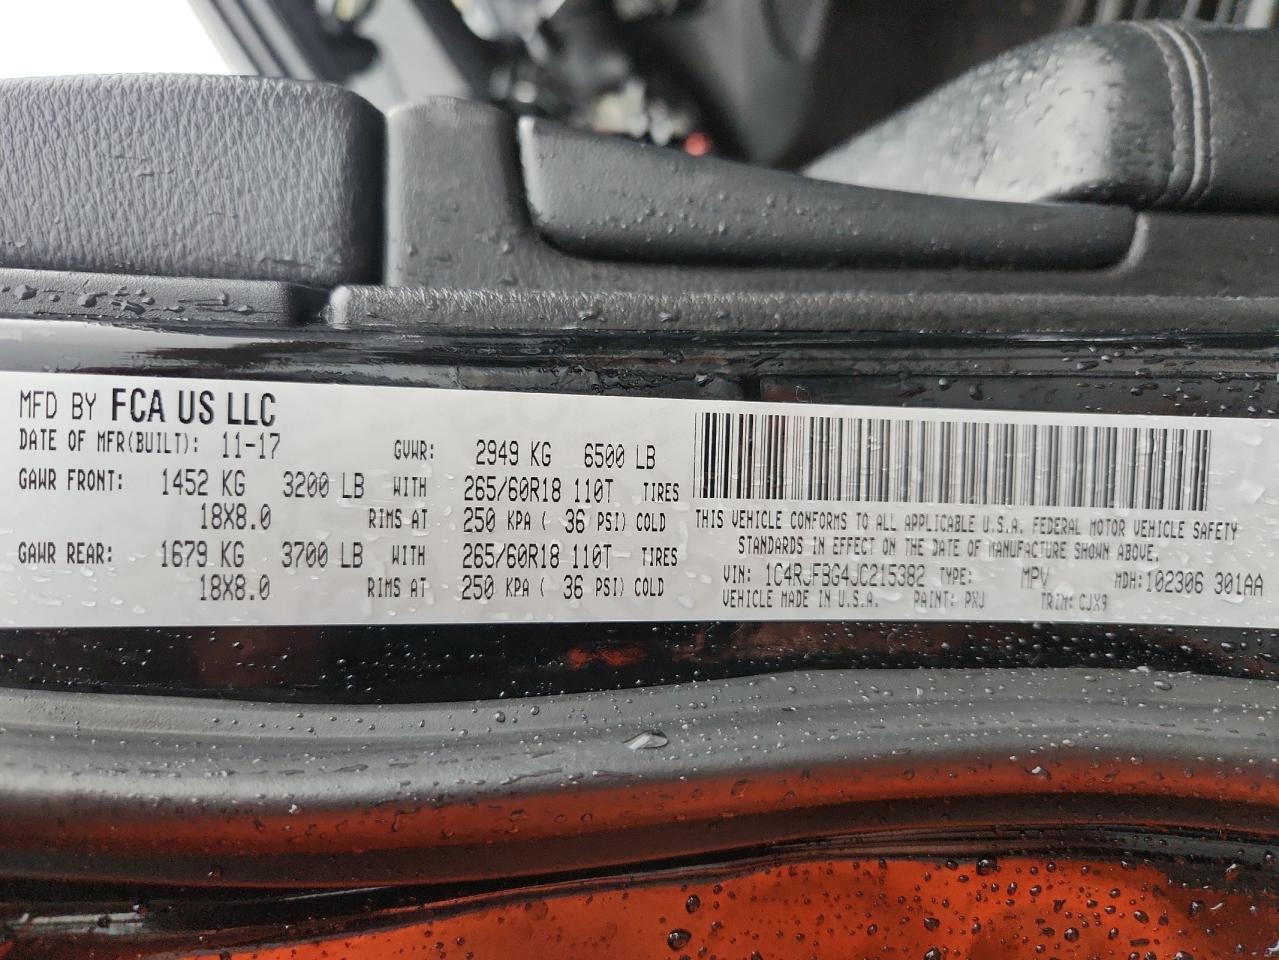 MFD BY FCA US LLC
DATE OF MFR(BUILT): 11-17 GVWR: 2949 KG 6500 LB
GAWR FRONT: 1452 KG 3200 LB WITH 265/60R18 110T TIRES
18X8.0 RIMS AT 250 KPA ( 36 PSI) COLD
GAWR REAR: 1679 KG 3700 LB WITH 265/60R18 110T TIRES
18X8.0 RIMS AT 250 KPA ( 36 PSI) COLD
THIS VEHICLE CONFORMS TO ALL APPLICABLE U.S.A. FEDERAL MOTOR VEHICLE SAFETY
STANDARDS IN EFFECT ON THE DATE OF MANUFACTURE SHOWN ABOVE.
VIN: 1C4RJFBG4JC215382 TYPE: MPV MDH: 102306 301AA
VEHICLE MADE IN U.S.A. PAINT: PXJ TRIM: CJX9